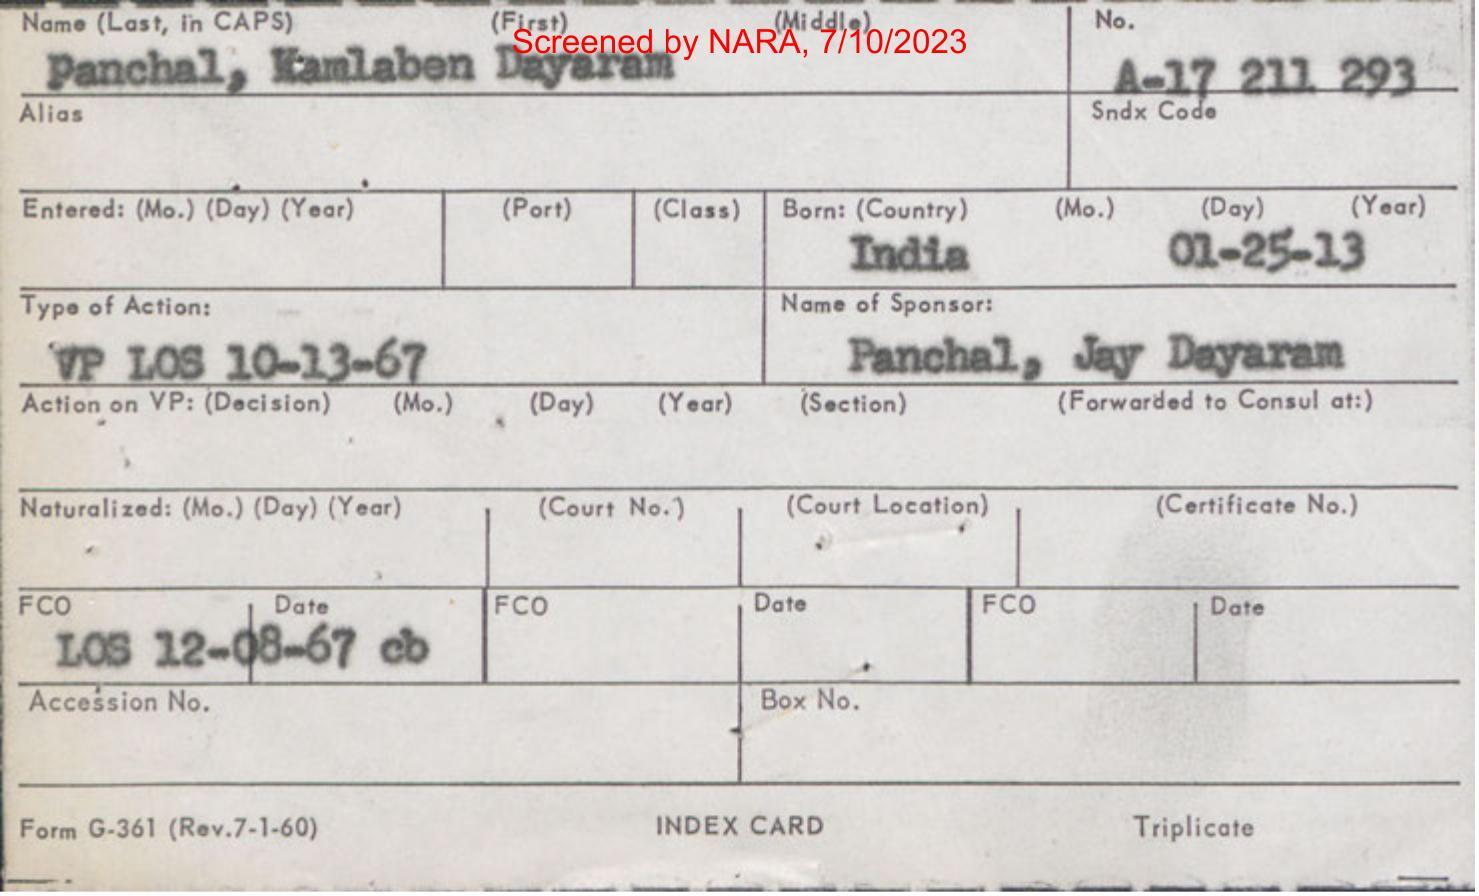 Name (Last, in CAPS) (First) (Middle) No.
Screened by NARA, 7/10/2023
Panchal, Kamlaben Dayaram A-17 211 293
Alias Sndx Code
Entered: (Mo.) (Day) (Year) (Port) (Class) Born: (Country) (Mo.) (Day) (Year)
India 01-25-13
Type of Action: Name of Sponsor:
VP LOS 10-13-67 Panchal, Jay Dayaram
Action on VP: (Decision) (Mo.) (Day) (Year) (Section) (Forwarded to Consul at:)
Naturalized: (Mo.) (Day) (Year) (Court No.) (Court Location) (Certificate No.)
FCO Date FCO Date FCO Date
LOS 12-08-67 cb
Accession No. Box No.
Form G-361 (Rev.7-1-60) INDEX CARD Triplicate